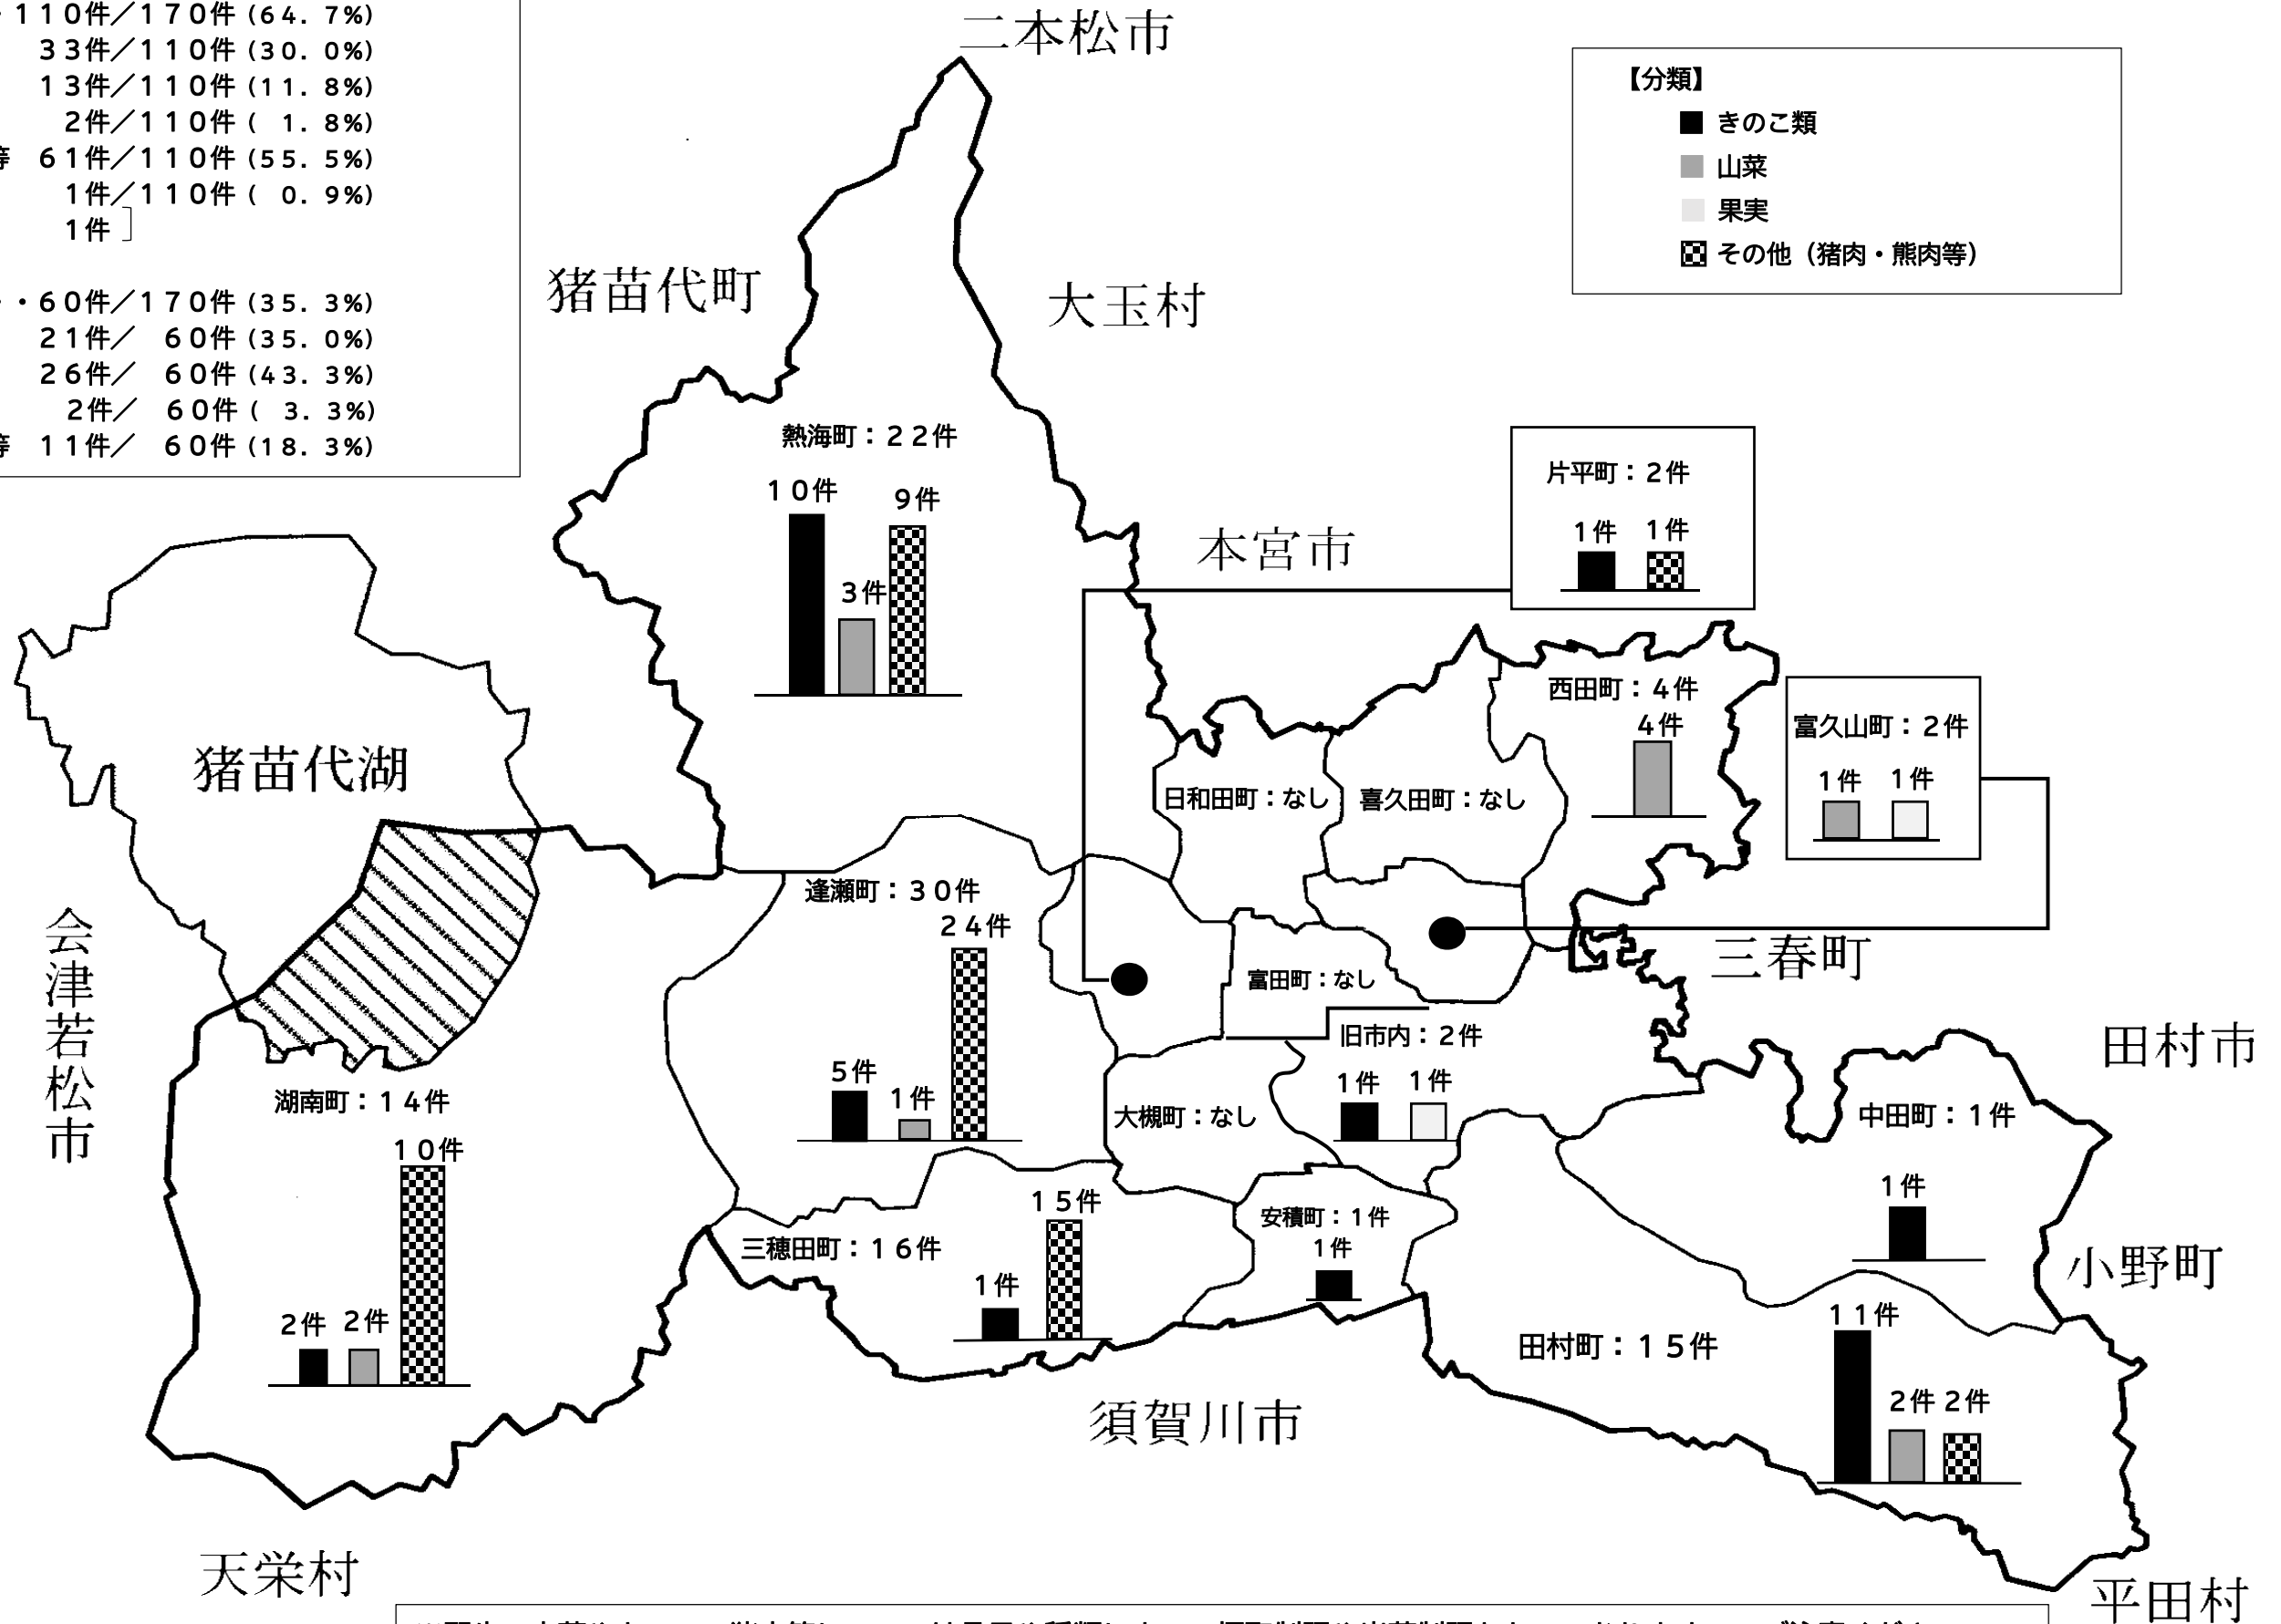 ・１１０件／１７０件（６４．７％）
３３件／１１０件（３０．０％）
１３件／１１０件（１１．８％）
２件／１１０件（　１．８％）
等　６１件／１１０件（５５．５％）
１件／１１０件（　０．９％）
１件］
・・６０件／１７０件（３５．３％）
２１件／　６０件（３５．０％）
２６件／　６０件（４３．３％）
２件／　６０件（　３．３％）
等　１１件／　６０件（１８．３％）
二本松市
【分類】
きのこ類
山菜
果実
その他（猪肉・熊肉等）
猪苗代町
大玉村
熱海町：２２件
１０件
３件
９件
本宮市
片平町：２件
１件
１件
西田町：４件
４件
富久山町：２件
１件
１件
猪苗代湖
日和田町：なし
喜久田町：なし
逢瀬町：３０件
５件
１件
２４件
富田町：なし
三春町
会津若松市
旧市内：２件
１件
１件
田村市
湖南町：１４件
２件
２件
１０件
大槻町：なし
中田町：１件
１件
三穂田町：１６件
１件
１５件
安積町：１件
１件
小野町
田村町：１５件
１１件
２件
２件
須賀川市
天栄村
平田村